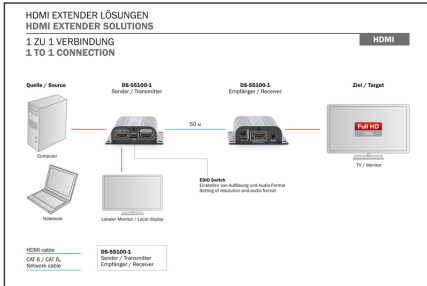 HDMI EXTENDER LÖSUNGEN
HDMI EXTENDER SOLUTIONS
1 ZU 1 VERBINDUNG
1 TO 1 CONNECTION
HDMI
Quelle / Source
DS-55100-1
Sender / Transmitter
DS-55100-1
Empfänger / Receiver
Ziel / Target
50 M
Full HD
Computer
TV / Monitor
EDID Switch
Einstellen von Auflösung und Audio-Format
Setting of resolution and audio format
Notebook
Lokaler Monitor / Local display
HDMI cable
CAT 6 / CAT 6A
Network cable
DS-55100-1
Sender / Transmitter
Empfänger / Receiver